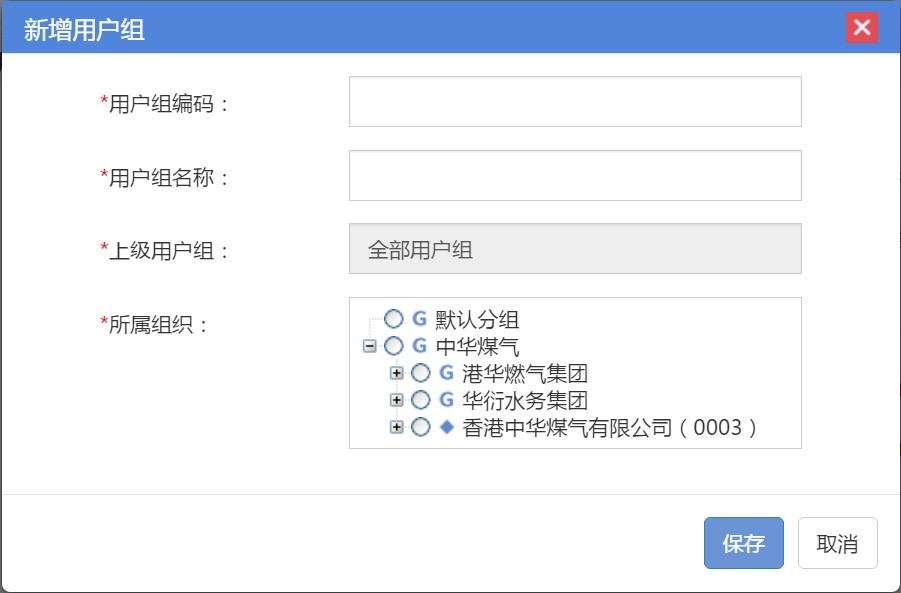 新增用户组
*用户组编码：
*用户组名称：
*上级用户组： 全部用户组
*所属组织：
G 默认分组
G 中华煤气
G 港华燃气集团
G 华衍水务集团
香港中华煤气有限公司（0003）
保存 取消